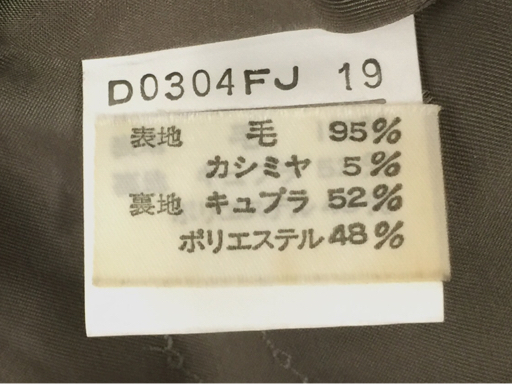 D0304FJ 19
表地 毛 95%
カシミヤ 5%
裏地 キュプラ 52%
ポリエステル 48%